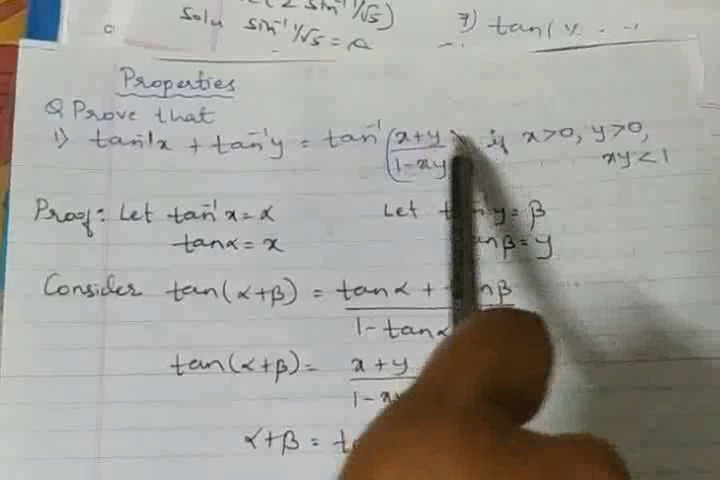 Solu sin⁻¹ 1/√5 = A
7) tan(
Properties
Q Prove that
1) tan⁻¹x + tan⁻¹y = tan⁻¹(x+y/1-xy if x>0, y>0,
xy<1
Proof: Let tan⁻¹x = α Let y = β
tanα = x β = y
Consider tan(α+β) = tanα + β / 1-tanα
tan(α+β) = x+y / 1-
α+β =